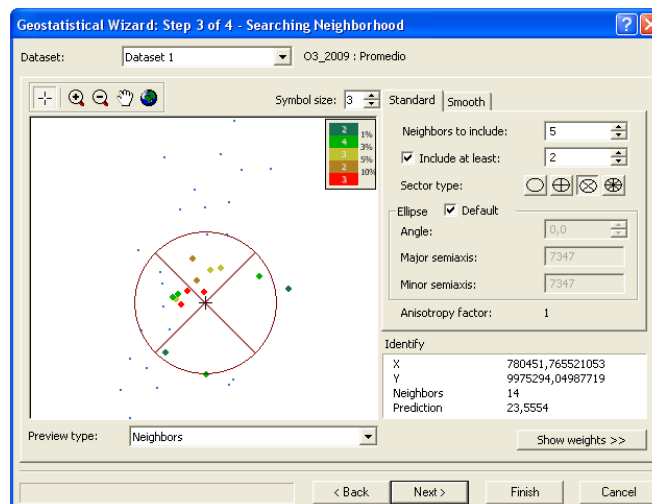 Geostatistical Wizard: Step 3 of 4 - Searching Neighborhood
Dataset: Dataset 1 O3_2009 : Promedio
Symbol size: 3
Standard Smooth
2
4
3
2
3
1%
3%
5%
10%
Neighbors to include: 5
Include at least: 2
Sector type:
Ellipse Default
Angle: 0,0
Major semiaxis: 7347
Minor semiaxis: 7347
Anisotropy factor: 1
Identify
X 780451,765521053
Y 9975294,04987719
Neighbors 14
Prediction 23,5554
Preview type: Neighbors
Show weights >>
< Back Next > Finish Cancel